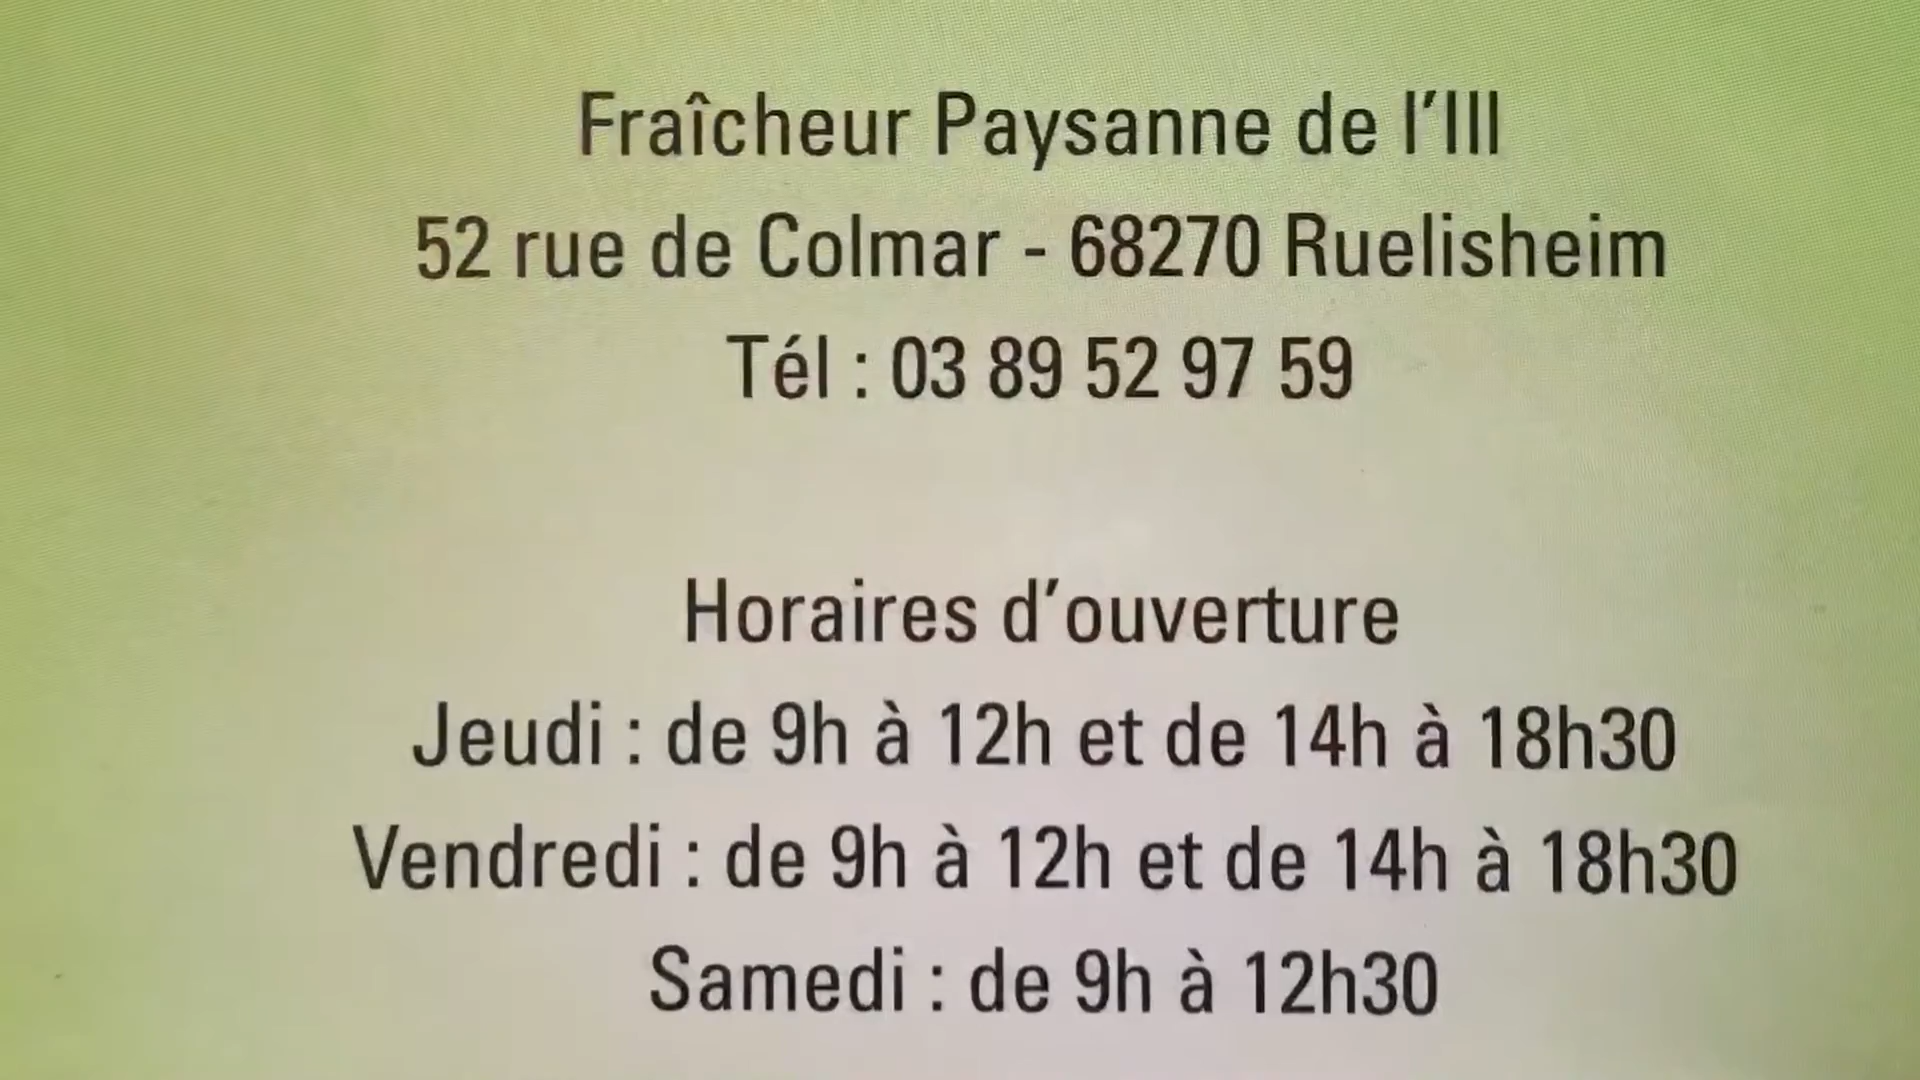 Fraîcheur Paysanne de l'Ill
52 rue de Colmar - 68270 Ruelisheim
Tél : 03 89 52 97 59
Horaires d'ouverture
Jeudi : de 9h à 12h et de 14h à 18h30
Vendredi : de 9h à 12h et de 14h à 18h30
Samedi : de 9h à 12h30